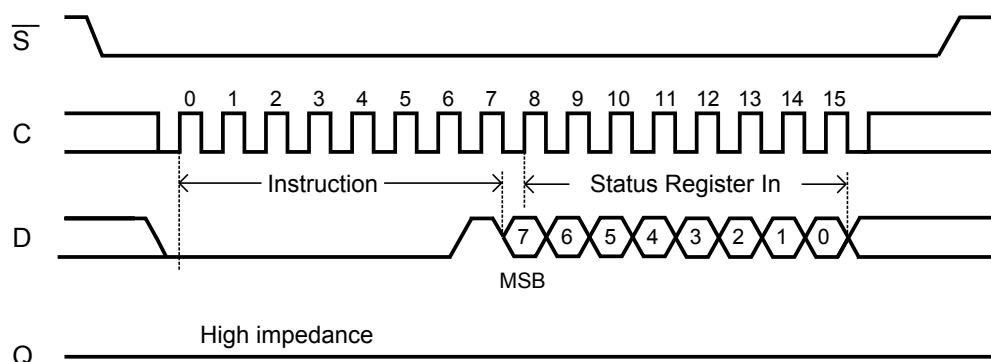 S
0 1 2 3 4 5 6 7 8 9 10 11 12 13 14 15
C
Instruction Status Register In
D 7 6 5 4 3 2 1 0
MSB
High impedance
Q